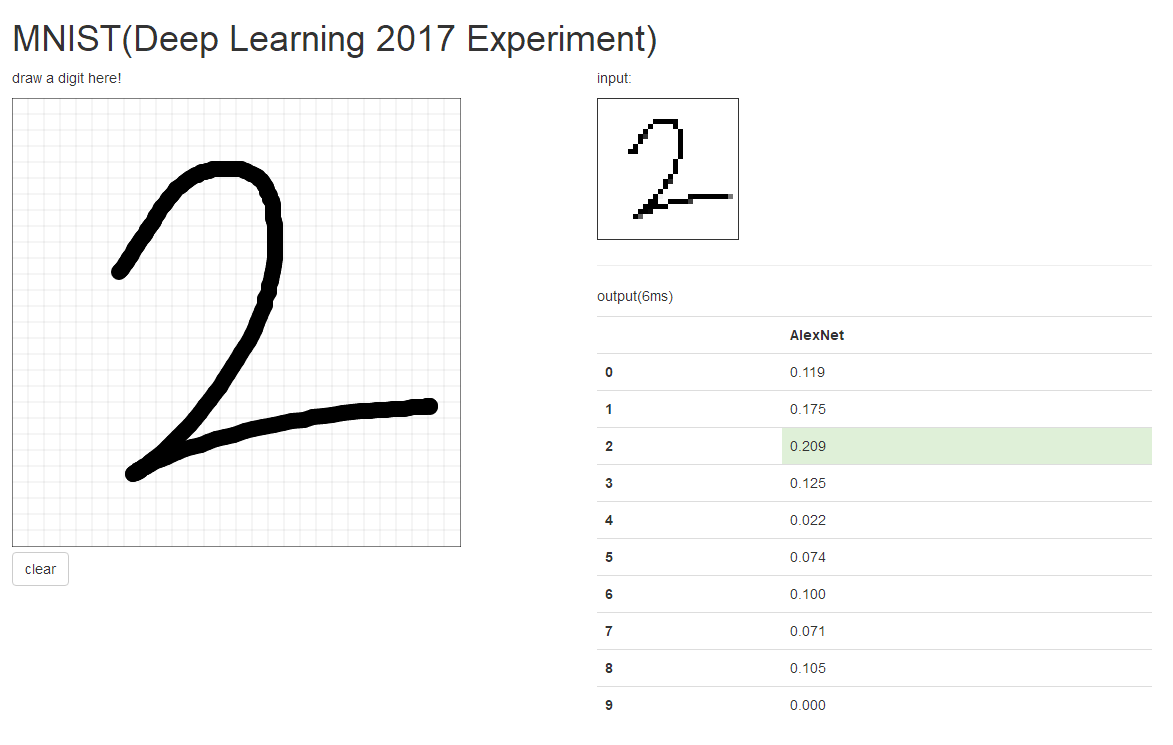 MNIST(Deep Learning 2017 Experiment)
draw a digit here!
2
clear
input:
2
output(6ms)
AlexNet
0 0.119
1 0.175
2 0.209
3 0.125
4 0.022
5 0.074
6 0.100
7 0.071
8 0.105
9 0.000